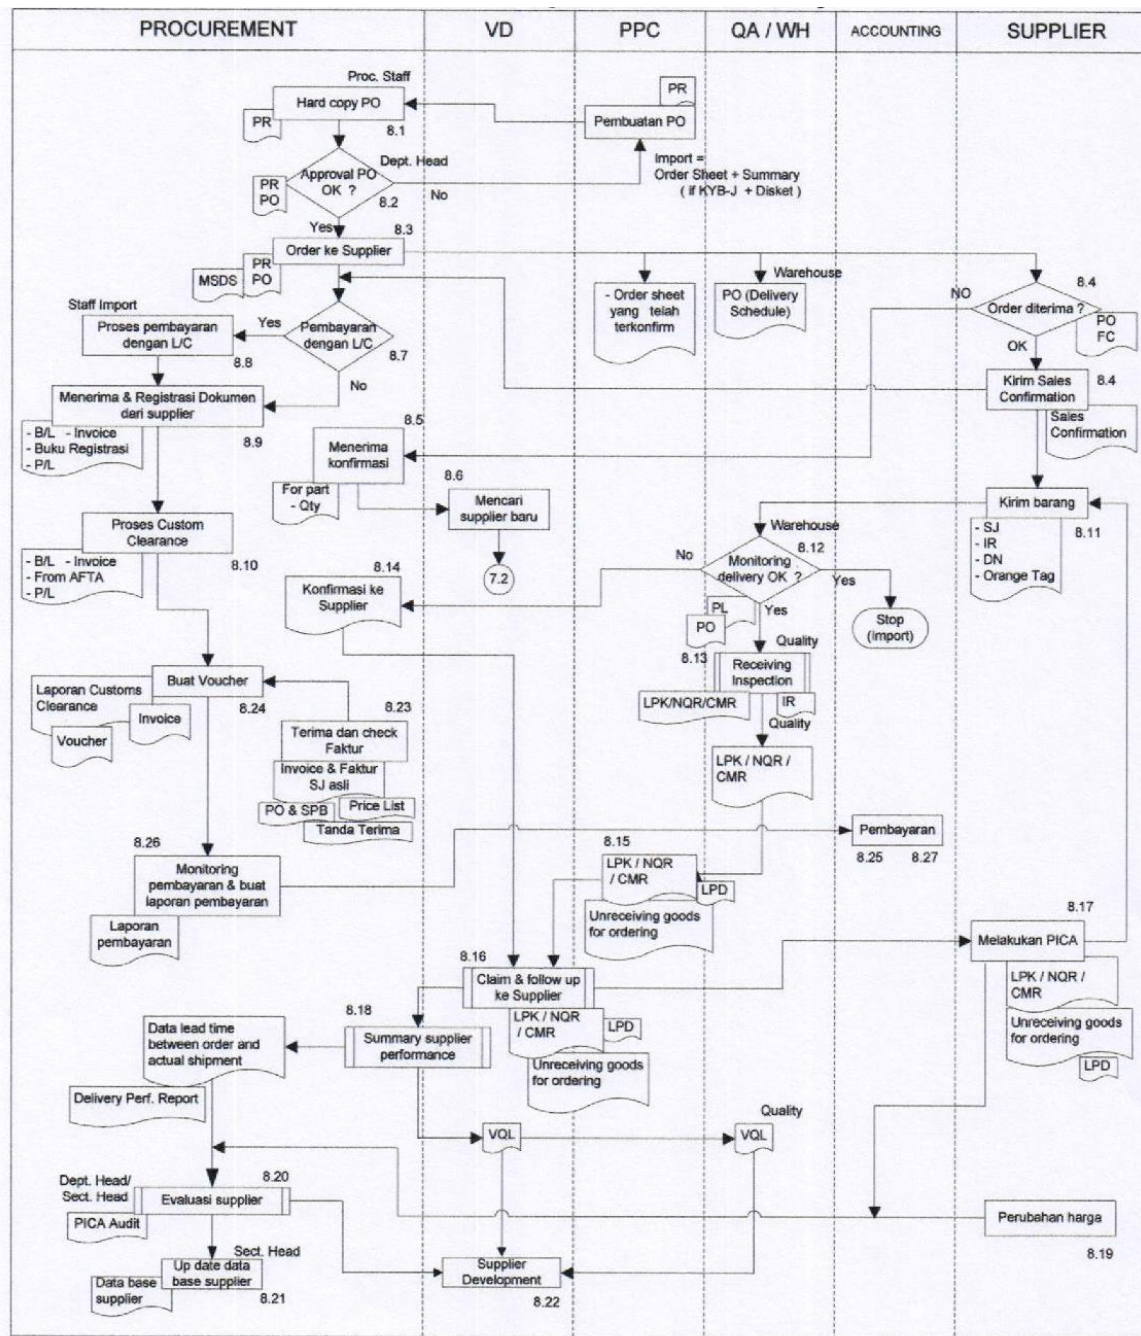 PROCUREMENT
VD
PPC
QA / WH
ACCOUNTING
SUPPLIER
Proc. Staff
Hard copy PO
PR
8.1
PR
Pembuatan PO
Import =
Order Sheet + Summary
( if KYB-J + Disket )
Dept. Head
Approval PO
OK ?
PR
PO
8.2
No
Yes
8.3
Order ke Supplier
PR
PO
MSDS
- Order sheet
yang telah
terkonfirm
Warehouse
PO (Delivery
Schedule)
8.4
NO
Order diterima ?
PO
FC
OK
Staff Import
Proses pembayaran
dengan L/C
8.8
Yes
Pembayaran
dengan L/C
8.7
No
Kirim Sales
Confirmation
8.4
Sales
Confirmation
Menerima & Registrasi Dokumen
dari supplier
8.9
- B/L - Invoice
- Buku Registrasi
- P/L
8.5
Menerima
konfirmasi
For part
- Qty
8.6
Mencari
supplier baru
7.2
Kirim barang
8.11
- SJ
- IR
- DN
- Orange Tag
Proses Custom
Clearance
8.10
- B/L - Invoice
- From AFTA
- P/L
8.14
Konfirmasi ke
Supplier
Warehouse
8.12
No
Monitoring
delivery OK ?
Yes
Yes
PL
PO
Stop
(Import)
Quality
8.13
Receiving
Inspection
LPK/NQR/CMR
IR
Quality
LPK / NQR /
CMR
Buat Voucher
8.24
Laporan Customs
Clearance
Invoice
Voucher
8.23
Terima dan check
Faktur
Invoice & Faktur
SJ asli
PO & SPB
Price List
Tanda Terima
Pembayaran
8.25
8.27
8.26
Monitoring
pembayaran & buat
laporan pembayaran
Laporan
pembayaran
8.15
LPK / NQR
/ CMR
LPD
Unreceiving goods
for ordering
8.17
Melakukan PICA
LPK / NQR /
CMR
Unreceiving goods
for ordering
LPD
8.16
Claim & follow up
ke Supplier
LPK / NQR
/ CMR
LPD
Unreceiving goods
for ordering
8.18
Summary supplier
performance
Data lead time
between order and
actual shipment
Delivery Perf. Report
VQL
Quality
VQL
Dept. Head/
Sect. Head
8.20
Evaluasi supplier
PICA Audit
Perubahan harga
8.19
Sect. Head
Up date data
base supplier
8.21
Data base
supplier
Supplier
Development
8.22